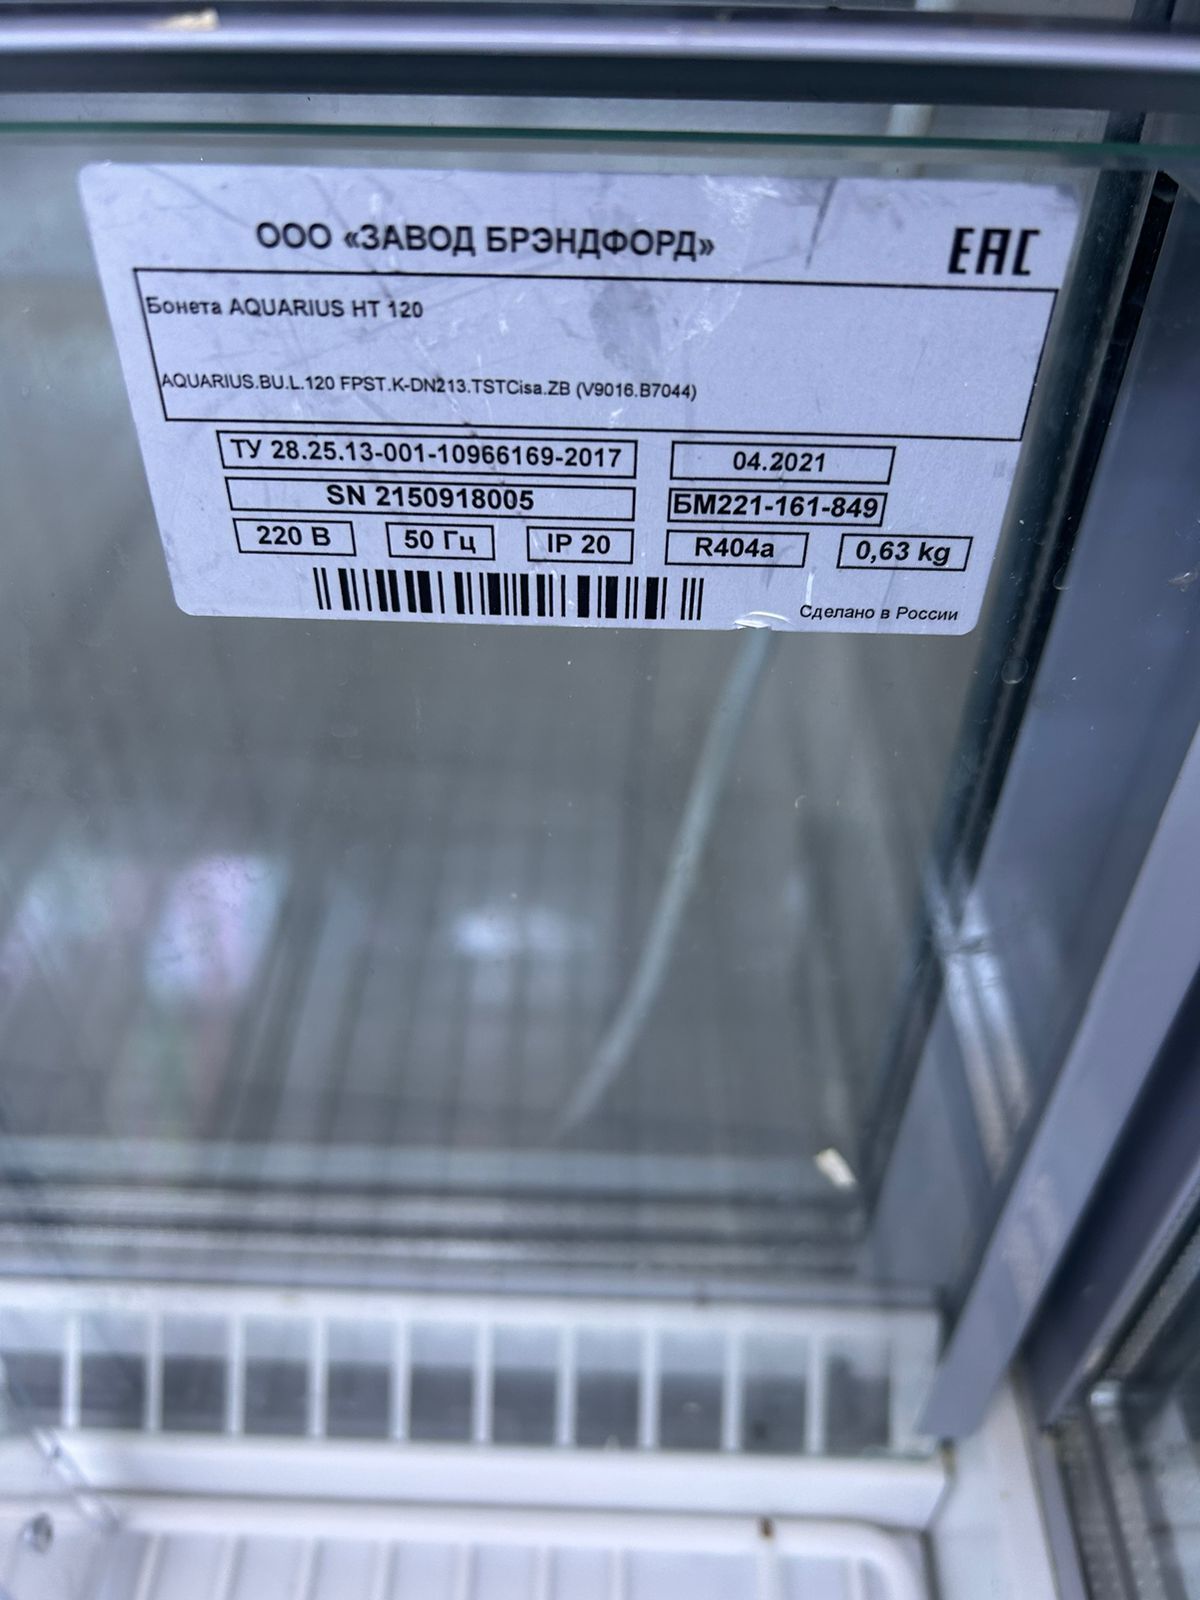 ООО «ЗАВОД БРЭНДФОРД»
EAC
Бонета AQUARIUS НТ 120
AQUARIUS.BU.L.120 FPST.K-DN213.TSTCisa.ZB (V9016.B7044)
ТУ 28.25.13-001-10966169-2017 04.2021
SN 2150918005 БМ221-161-849
220 В 50 Гц IP 20 R404a 0,63 kg
Сделано в России